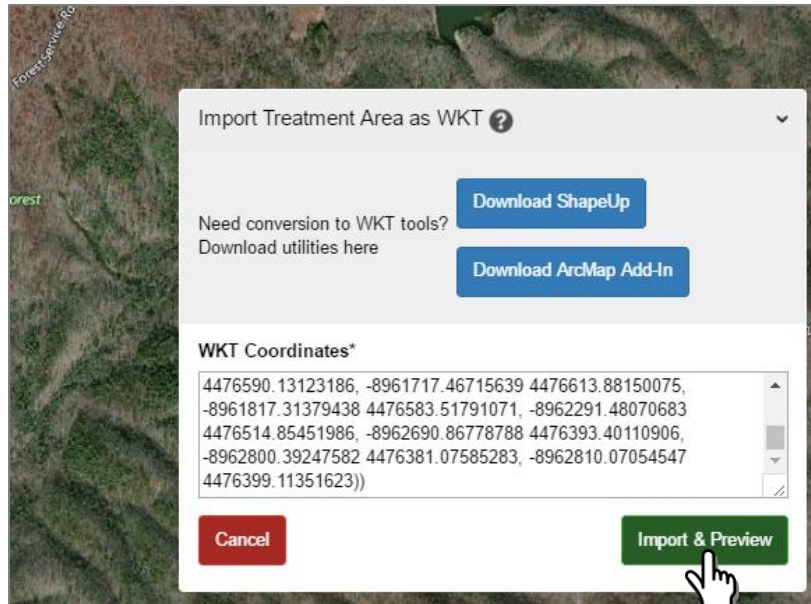 Forest Service Ro
orest
Import Treatment Area as WKT ?
Need conversion to WKT tools?
Download utilities here
Download ShapeUp
Download ArcMap Add-In
WKT Coordinates*
4476590.13123186, -8961717.46715639 4476613.88150075,
-8961817.31379438 4476583.51791071, -8962291.48070683
4476514.85451986, -8962690.86778788 4476393.40110906,
-8962800.39247582 4476381.07585283, -8962810.07054547
4476399.11351623))
Cancel
Import & Preview